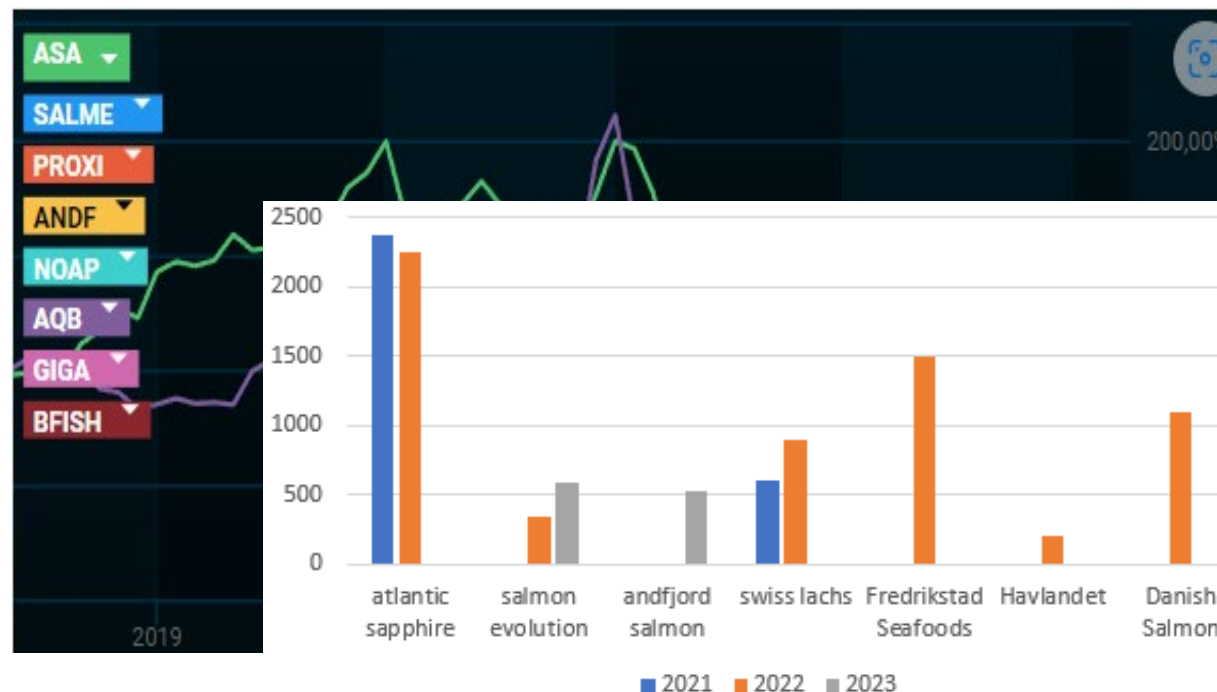 ASA
SALME
PROXI
ANDF
NOAP
AQB
GIGA
BFISH
200,00%
2019
2500
2000
1500
1000
500
0
atlantic sapphire
salmon evolution
andfjord salmon
swiss lachs
Fredrikstad Seafoods
Havlandet
Danish Salmon
2021
2022
2023